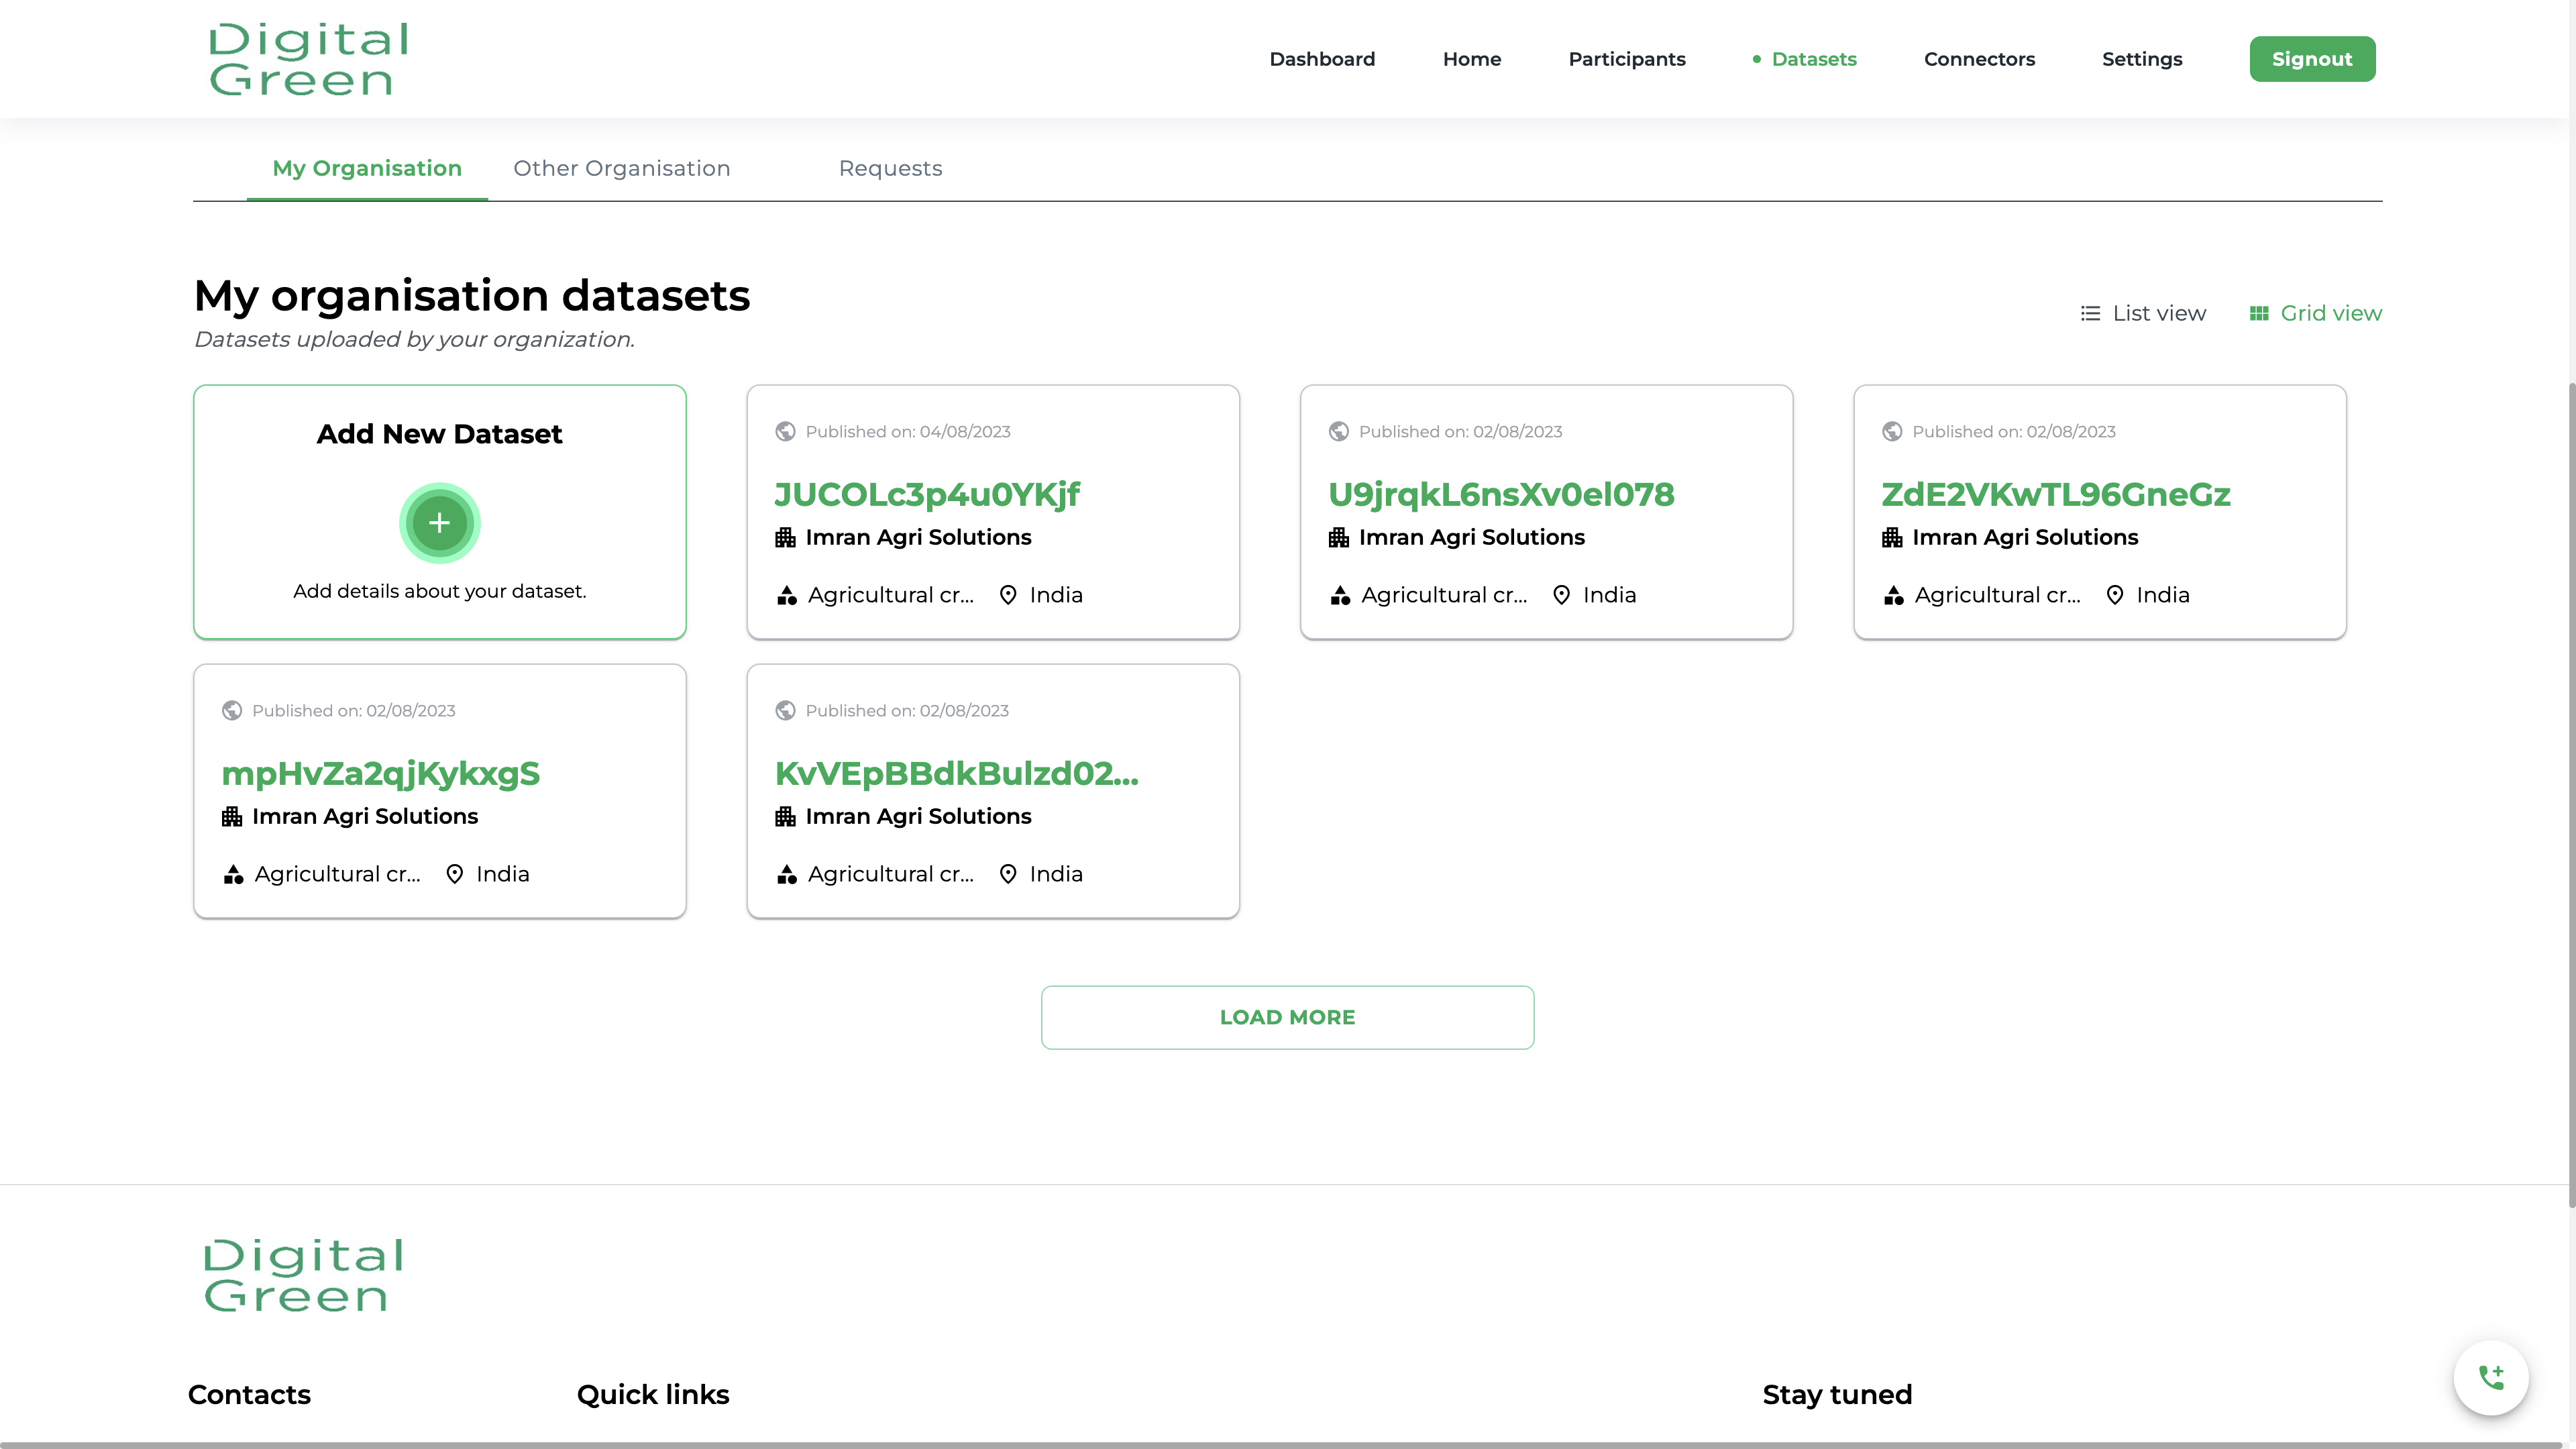 Digital
Green
Dashboard
Home
Participants
Datasets
Connectors
Settings
Signout
My Organisation
Other Organisation
Requests
My organisation datasets
Datasets uploaded by your organization.
List view
Grid view
Add New Dataset
Add details about your dataset.
Published on: 04/08/2023
JUCOLc3p4u0YKjf
Imran Agri Solutions
Agricultural cr...
India
Published on: 02/08/2023
U9jrqkL6nsXv0el078
Imran Agri Solutions
Agricultural cr...
India
Published on: 02/08/2023
ZdE2VKwTL96GneGz
Imran Agri Solutions
Agricultural cr...
India
Published on: 02/08/2023
mpHvZa2qjKykxgS
Imran Agri Solutions
Agricultural cr...
India
Published on: 02/08/2023
KvVEpBBdkBulzd02...
Imran Agri Solutions
Agricultural cr...
India
LOAD MORE
Digital
Green
Contacts
Quick links
Stay tuned